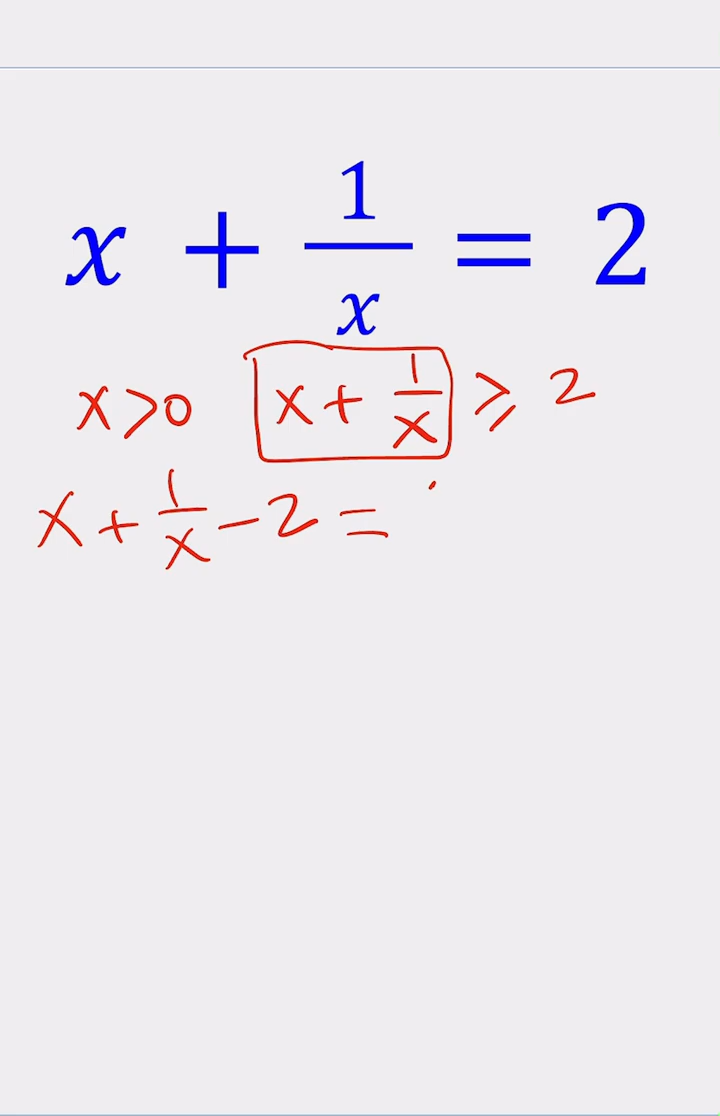 x + 1/x = 2
x>0 x + 1/x ⩾ 2
x + 1/x - 2 =